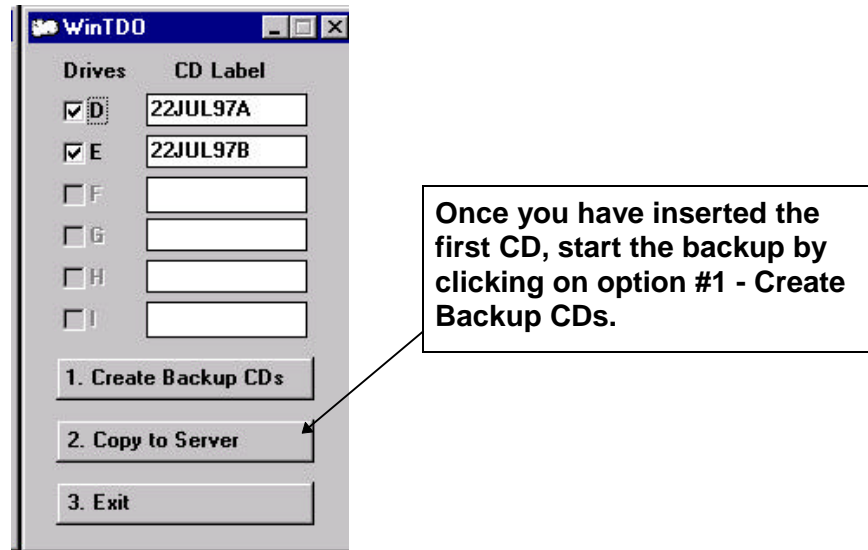 WinTDO
Drives CD Label
D 22JUL97A
E 22JUL97B
F
G
H
I
1. Create Backup CDs
2. Copy to Server
3. Exit
Once you have inserted the
first CD, start the backup by
clicking on option #1 - Create
Backup CDs.